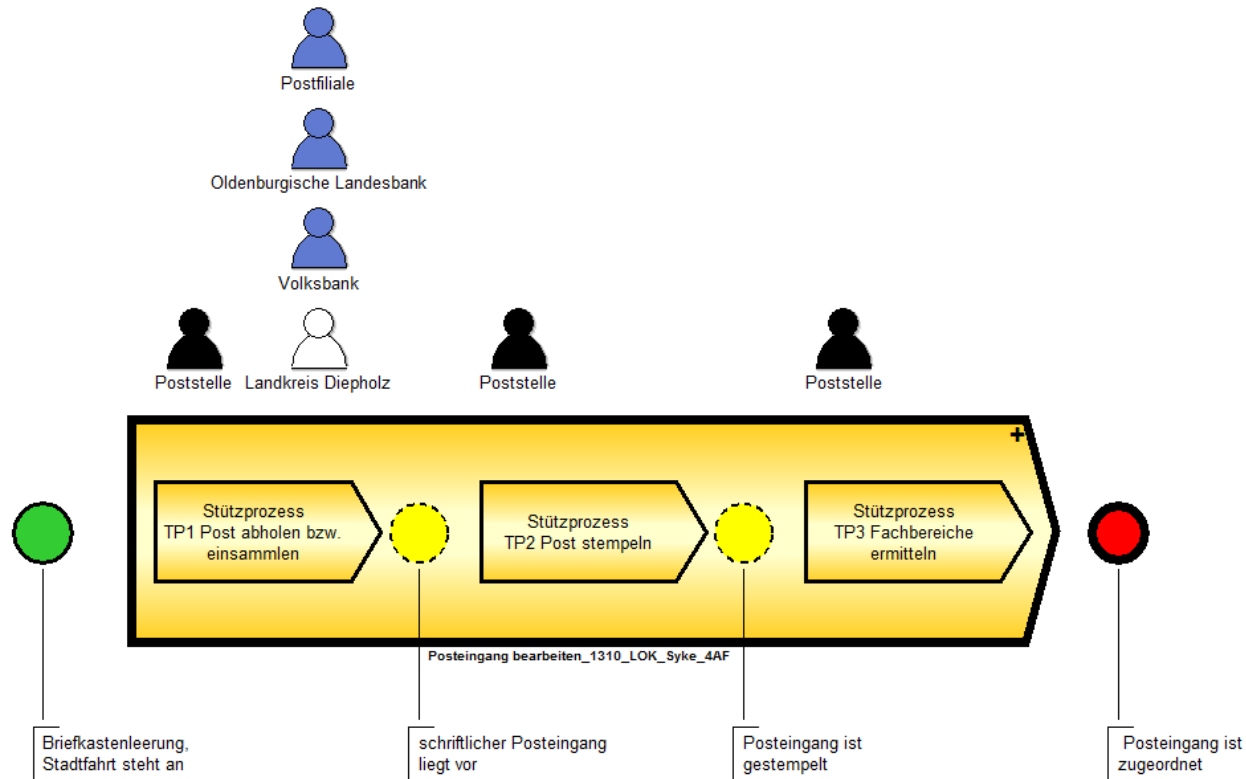 Postfiliale
Oldenburgische Landesbank
Volksbank
Poststelle
Landkreis Diepholz
Poststelle
Poststelle
+
Stützprozess
TP1 Post abholen bzw.
einsammlen
Stützprozess
TP2 Post stempeln
Stützprozess
TP3 Fachbereiche
ermitteln
Posteingang bearbeiten_1310_LOK_Syke_4AF
Briefkastenleerung,
Stadtfahrt steht an
schriftlicher Posteingang
liegt vor
Posteingang ist
gestempelt
Posteingang ist
zugeordnet